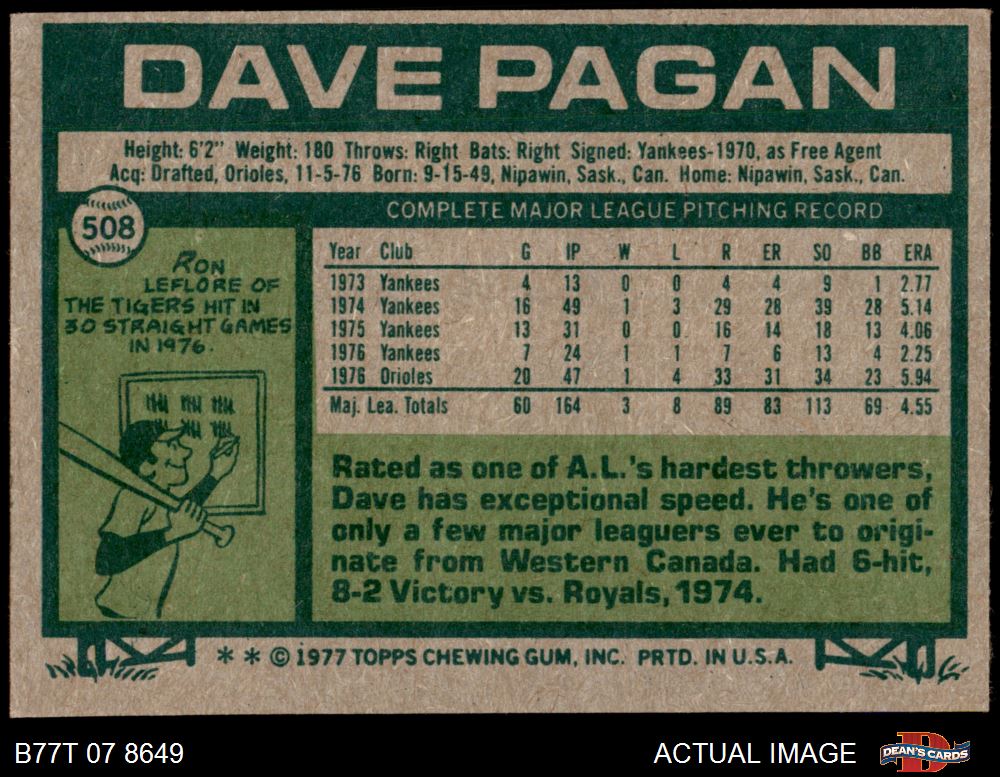 DAVE PAGAN
Height: 6'2" Weight: 180 Throws: Right Bats: Right Signed: Yankees-1970, as Free Agent
Acq: Drafted, Orioles, 11-5-76 Born: 9-15-49, Nipawin, Sask., Can. Home: Nipawin, Sask., Can.
508
COMPLETE MAJOR LEAGUE PITCHING RECORD
RON
LEFLORE OF
THE TIGERS HIT IN
30 STRAIGHT GAMES
IN 1976.
Year Club G IP W L R ER SO BB ERA
1973 Yankees 4 13 0 0 4 4 9 1 2.77
1974 Yankees 16 49 1 3 29 28 39 28 5.14
1975 Yankees 13 31 0 0 16 14 18 13 4.06
1976 Yankees 7 24 1 1 7 6 13 4 2.25
1976 Orioles 20 47 1 4 33 31 34 23 5.94
Maj. Lea. Totals 60 164 3 8 89 83 113 69 4.55
Rated as one of A.L.'s hardest throwers,
Dave has exceptional speed. He's one of
only a few major leaguers ever to origi-
nate from Western Canada. Had 6-hit,
8-2 Victory vs. Royals, 1974.
* * © 1977 TOPPS CHEWING GUM, INC. PRTD. IN U.S.A.
B77T 07 8649
ACTUAL IMAGE
DEAN'S CARDS